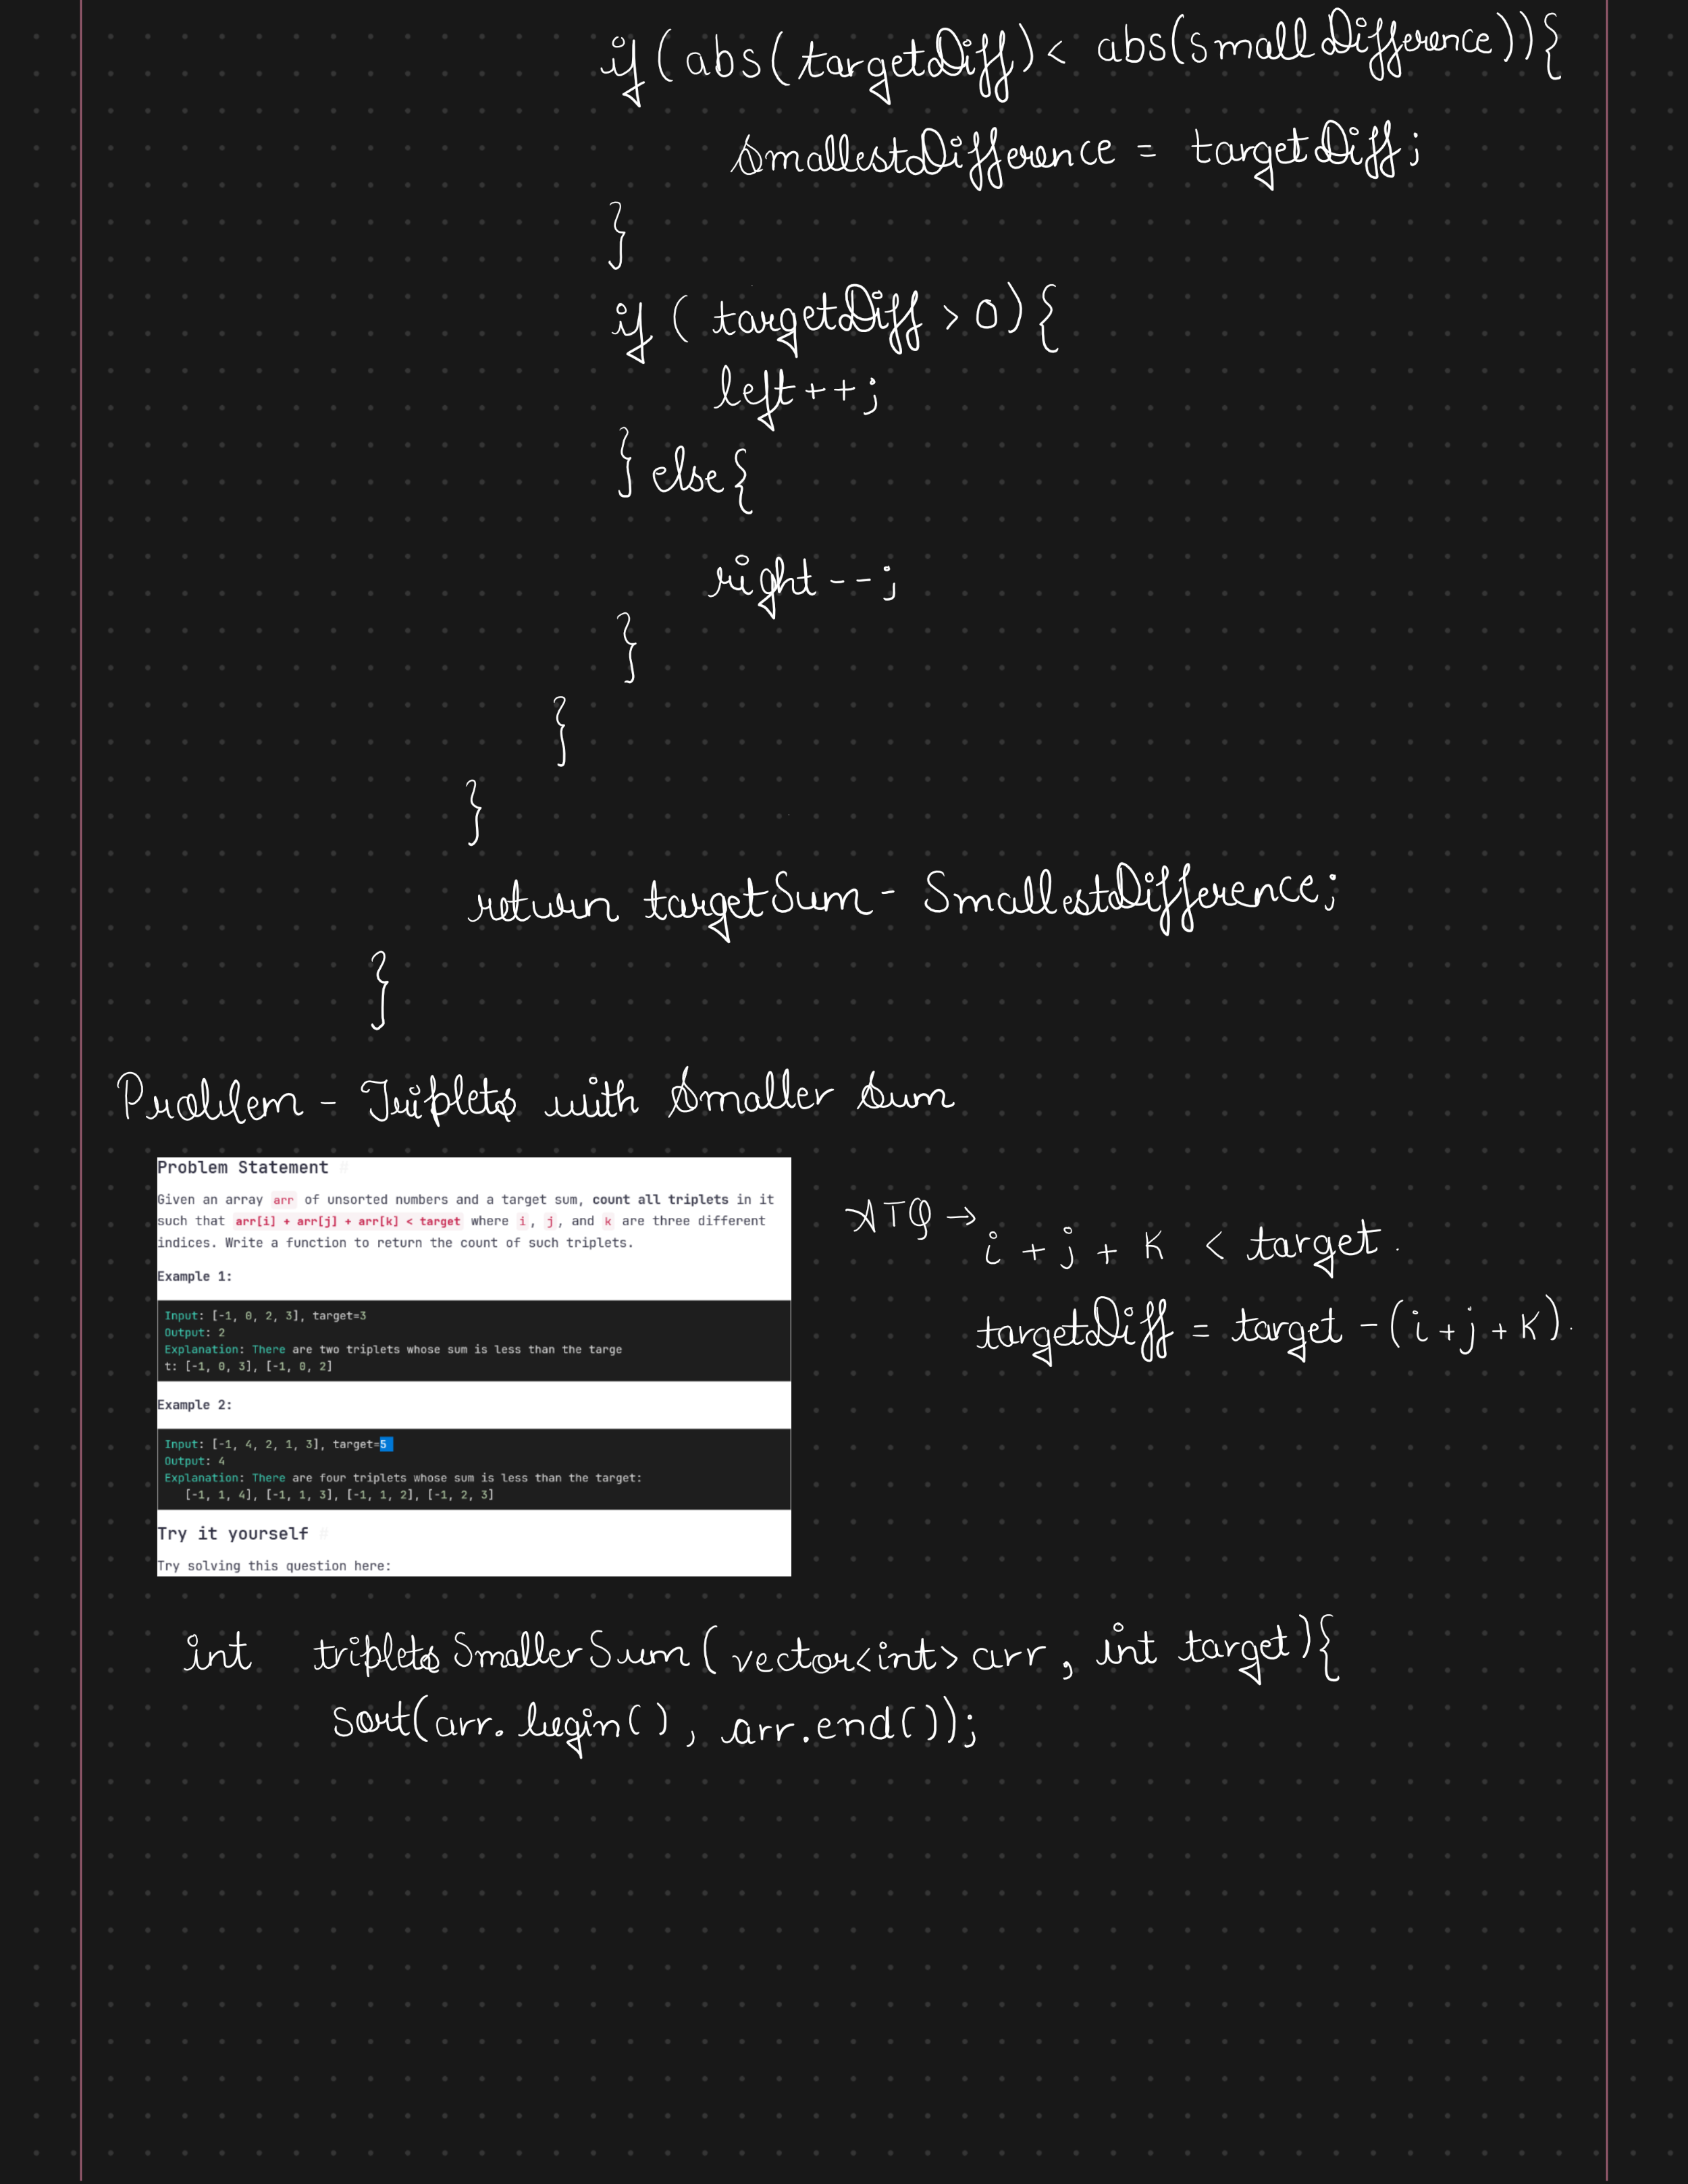 if (abs(targetDiff) < abs(smallDifference)){
smallestDifference = targetDiff;
}
if ( targetDiff > 0){
left++;
} else{
right--;
}
}
}
return targetSum - SmallestDifference;
}
Problem - Triplets with Smaller Sum
Problem Statement #
Given an array arr of unsorted numbers and a target sum, count all triplets in it
such that arr[i] + arr[j] + arr[k] < target where i, j, and k are three different
indices. Write a function to return the count of such triplets.
Example 1:
Input: [-1, 0, 2, 3], target=3
Output: 2
Explanation: There are two triplets whose sum is less than the targe
t: [-1, 0, 3], [-1, 0, 2]
Example 2:
Input: [-1, 4, 2, 1, 3], target=5
Output: 4
Explanation: There are four triplets whose sum is less than the target:
[-1, 1, 4], [-1, 1, 3], [-1, 1, 2], [-1, 2, 3]
Try it yourself #
Try solving this question here:
ATQ → i + j + K < target.
targetDiff = target - (i+j+K).
int tripletsSmallerSum (vector<int> arr, int target){
sort(arr.begin(), arr.end());